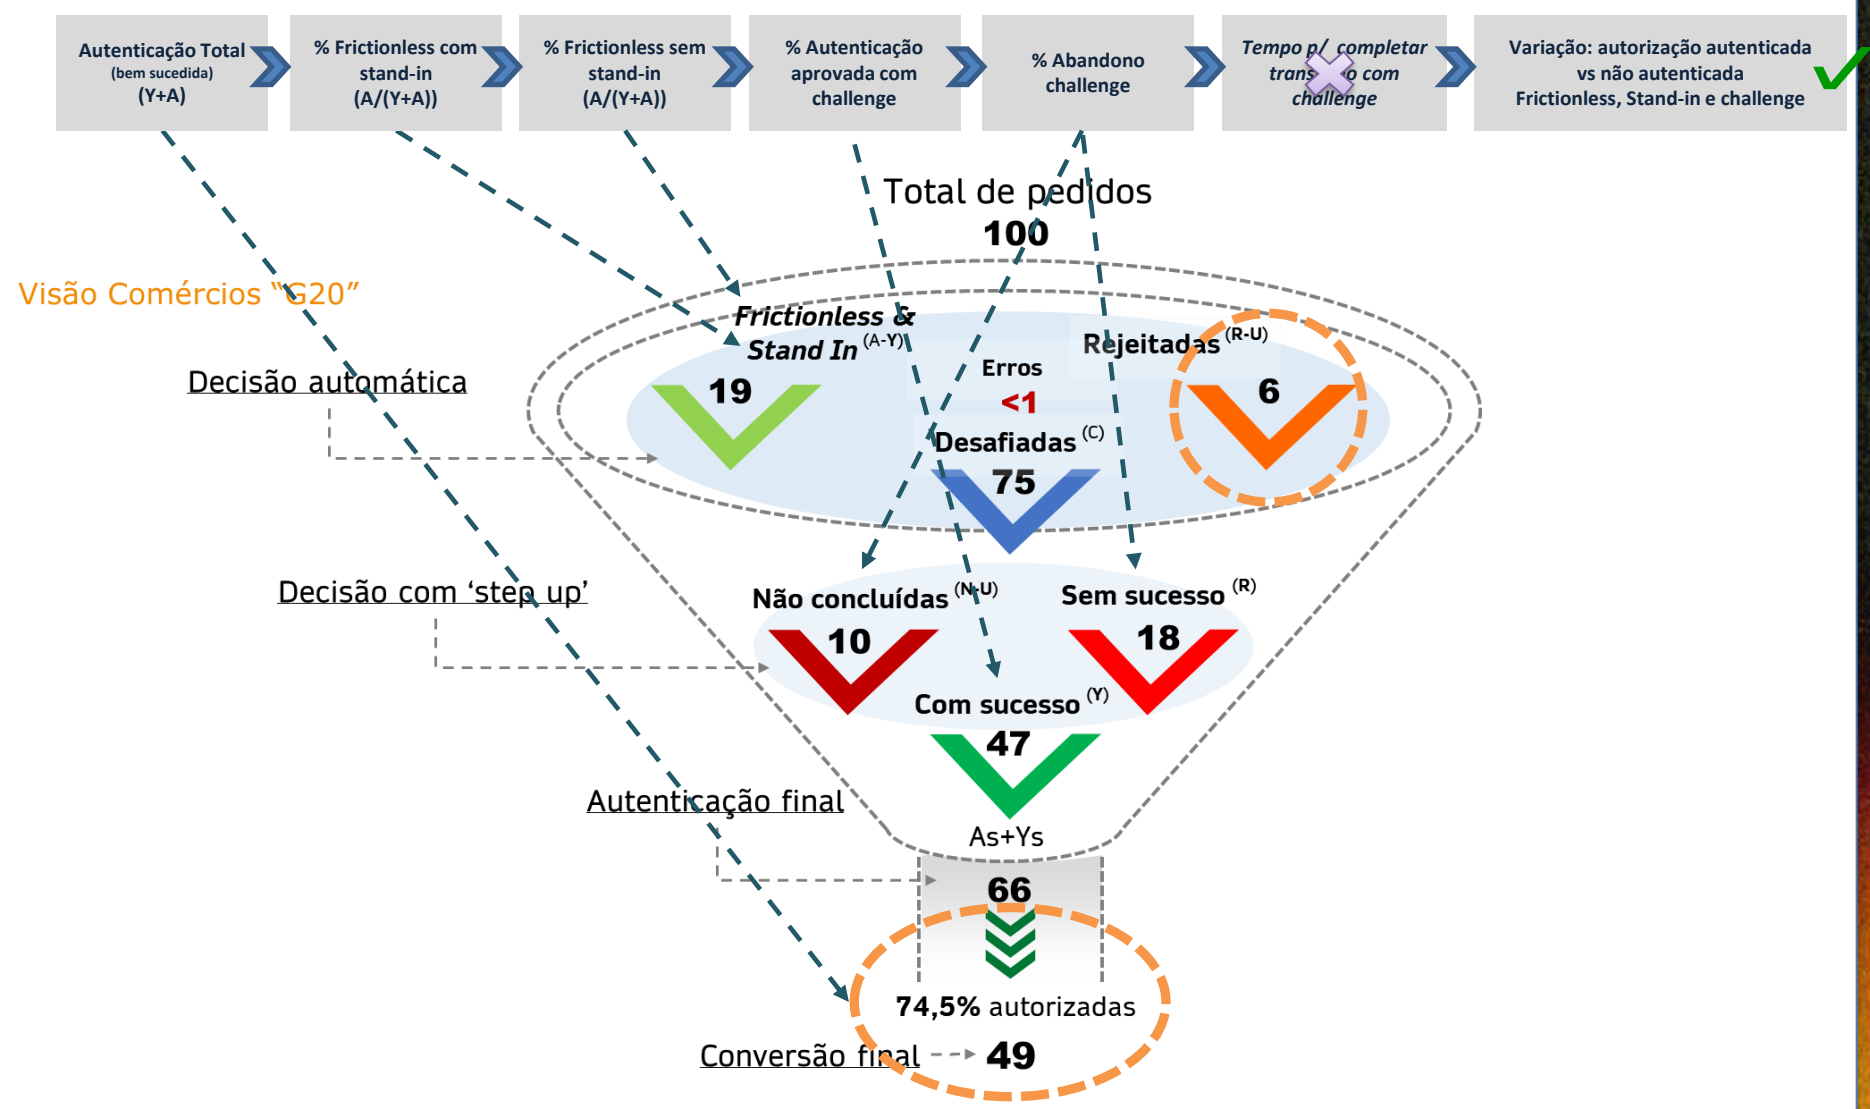 Autenticação Total
(bem sucedida)
(Y+A)
% Frictionless com
stand-in
(A/(Y+A))
% Frictionless sem
stand-in
(A/(Y+A))
% Autenticação
aprovada com
challenge
% Abandono
challenge
Tempo p/ completar
com
challenge
Variação: autorização autenticada
vs não autenticada
Frictionless, Stand-in e challenge
Total de pedidos
100
Visão Comércios “G20”
Frictionless &
Stand In (A-Y)
19
Erros
<1
Rejeitadas (R-U)
6
Decisão automática
Desafiadas (C)
75
Decisão com ‘step up’
Não concluídas (N-U)
10
Sem sucesso (R)
18
Com sucesso (Y)
47
Autenticação final
As+Ys
66
74,5% autorizadas
Conversão final
49